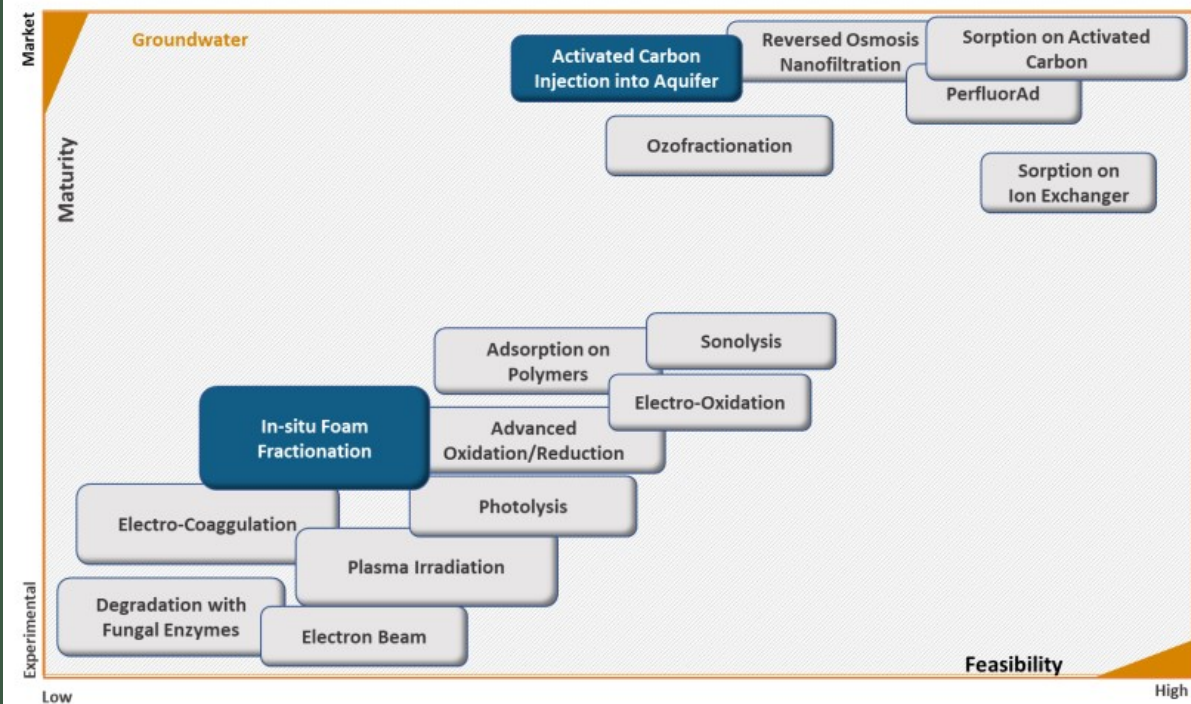 Market
Groundwater
Activated Carbon
Injection into Aquifer
Reversed Osmosis
Nanofiltration
Sorption on Activated
Carbon
PerfluorAd
Maturity
Ozofractionation
Sorption on
Ion Exchanger
Sonolysis
Adsorption on
Polymers
Electro-Oxidation
In-situ Foam
Fractionation
Advanced
Oxidation/Reduction
Photolysis
Electro-Coaggulation
Plasma Irradiation
Degradation with
Fungal Enzymes
Electron Beam
Experimental
Feasibility
Low
High